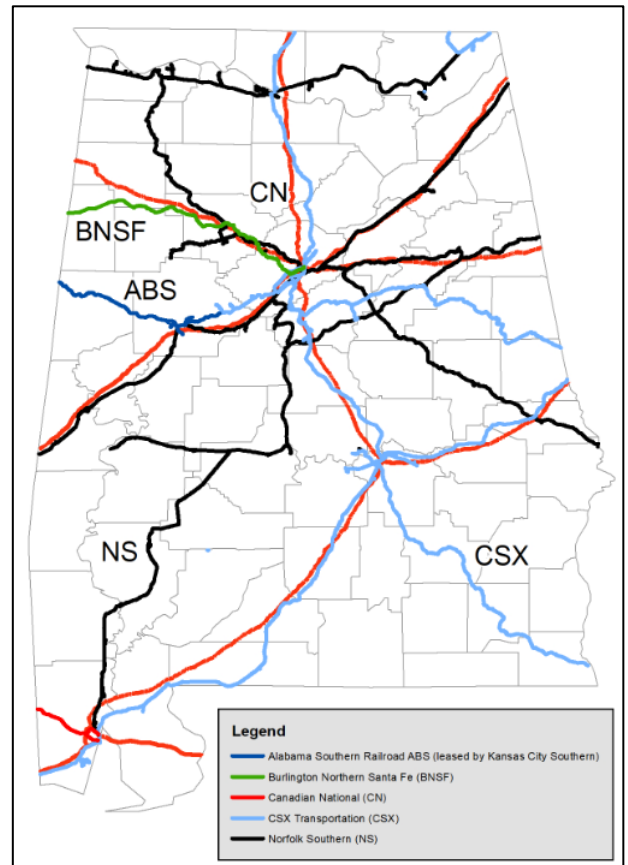 CN
BNSF
ABS
NS
CSX
Legend
Alabama Southern Railroad ABS (leased by Kansas City Southern)
Burlington Northern Santa Fe (BNSF)
Canadian National (CN)
CSX Transportation (CSX)
Norfolk Southern (NS)